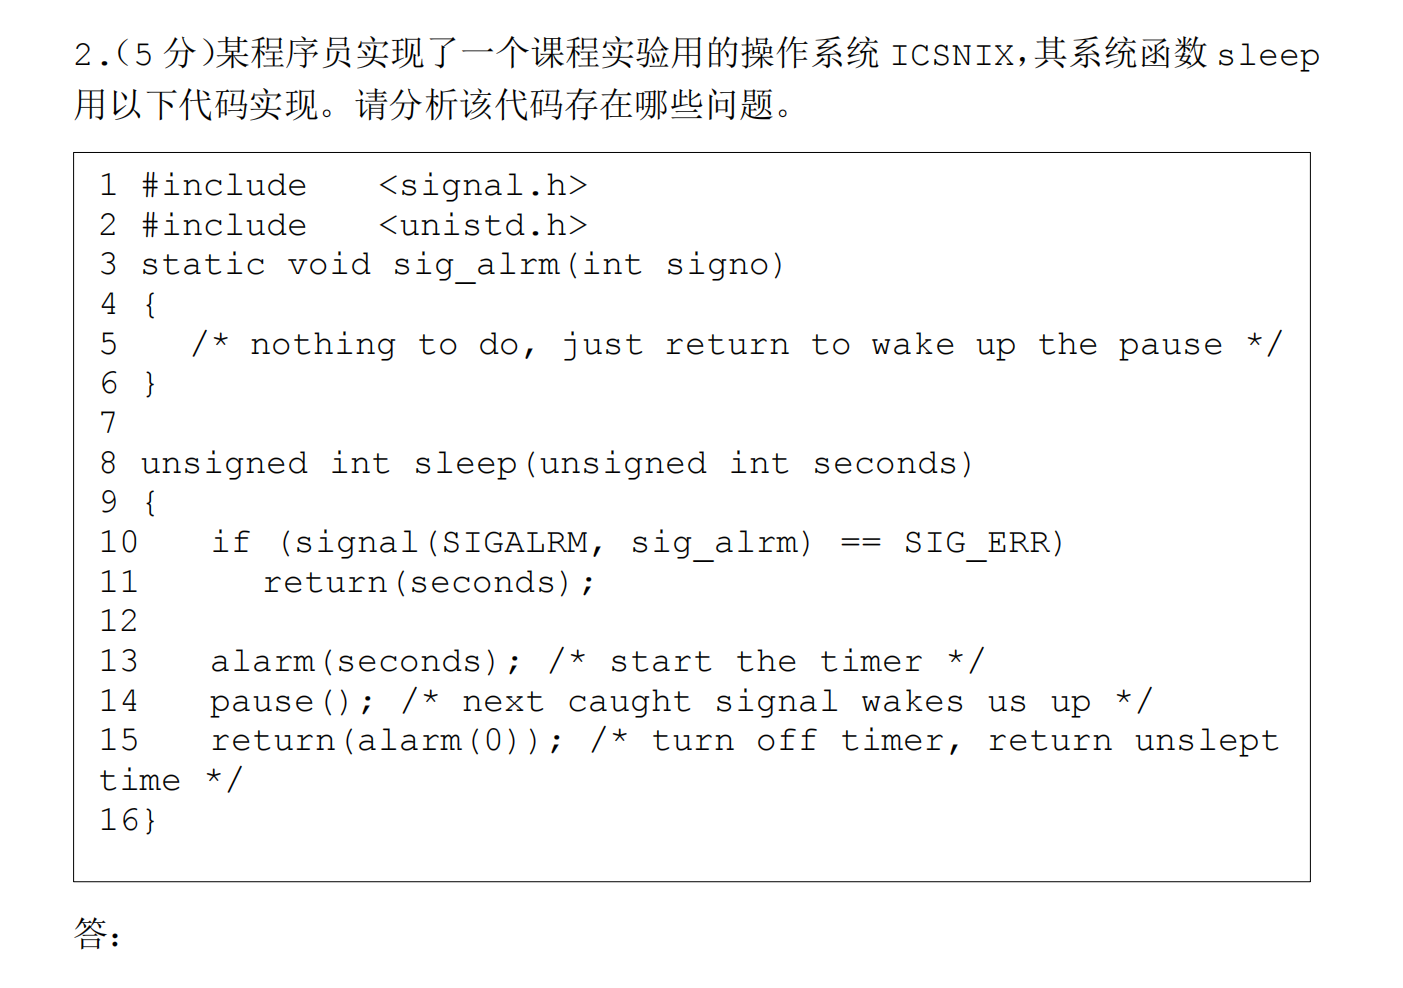 2.(5 分)某程序员实现了一个课程实验用的操作系统 ICSNIX,其系统函数 sleep
用以下代码实现。请分析该代码存在哪些问题。
1 #include   <signal.h>
2 #include   <unistd.h>
3 static void sig_alrm(int signo)
4 {
5   /* nothing to do, just return to wake up the pause */
6 }
7
8 unsigned int sleep(unsigned int seconds)
9 {
10   if (signal(SIGALRM, sig_alrm) == SIG_ERR)
11     return(seconds);
12
13   alarm(seconds); /* start the timer */
14   pause(); /* next caught signal wakes us up */
15   return(alarm(0)); /* turn off timer, return unslept
time */
16}
答：